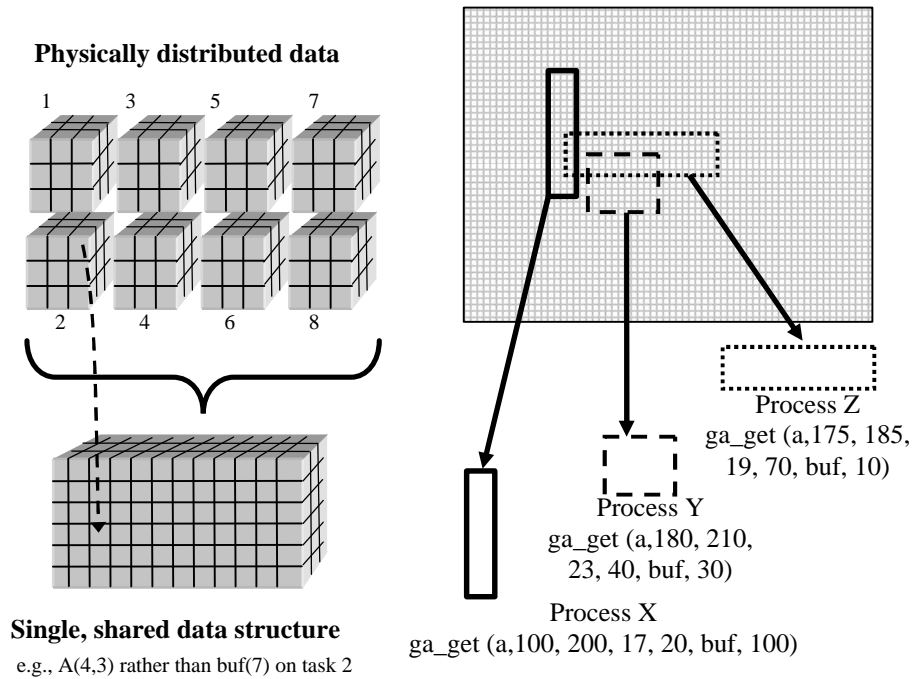 Physically distributed data
1 3 5 7
2 4 6 8
Single, shared data structure
e.g., A(4,3) rather than buf(7) on task 2
Process Z
ga_get (a,175, 185,
19, 70, buf, 10)
Process Y
ga_get (a,180, 210,
23, 40, buf, 30)
Process X
ga_get (a,100, 200, 17, 20, buf, 100)